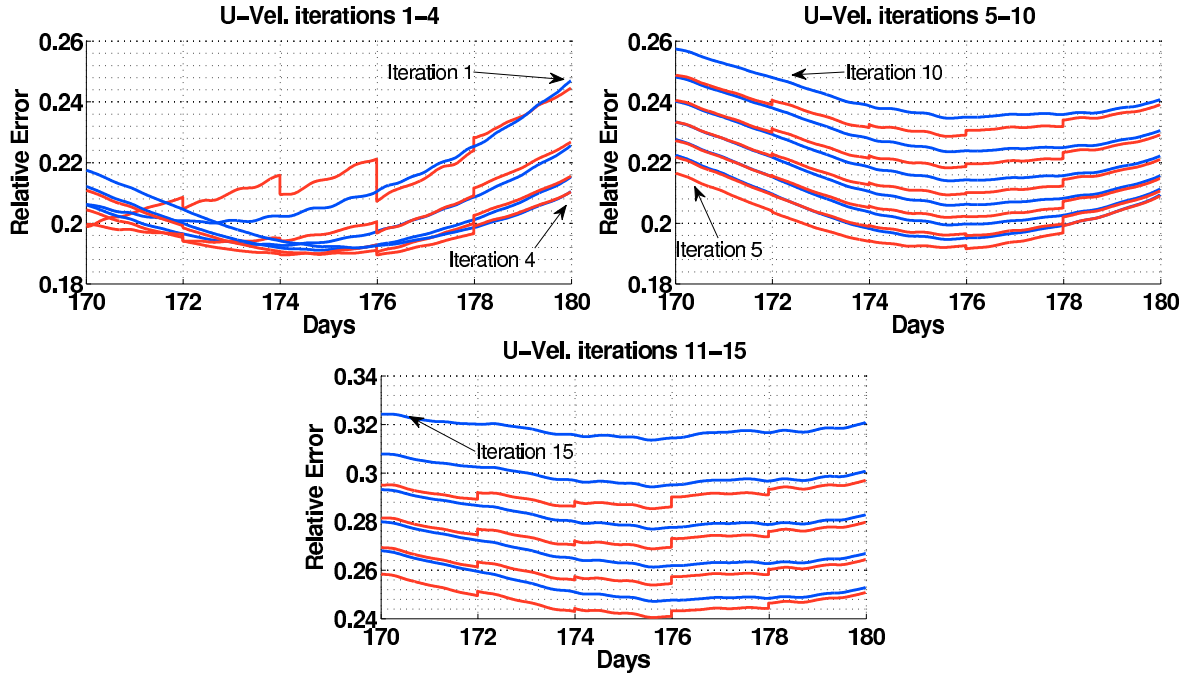 U-Vel. iterations 1-4
Relative Error
0.26
0.24
0.22
0.2
0.18
Iteration 1
Iteration 4
170 172 174 176 178 180
Days
U-Vel. iterations 5-10
Relative Error
0.26
0.24
0.22
0.2
0.18
Iteration 10
Iteration 5
170 172 174 176 178 180
Days
U-Vel. iterations 11-15
Relative Error
0.34
0.32
0.3
0.28
0.26
0.24
Iteration 15
170 172 174 176 178 180
Days